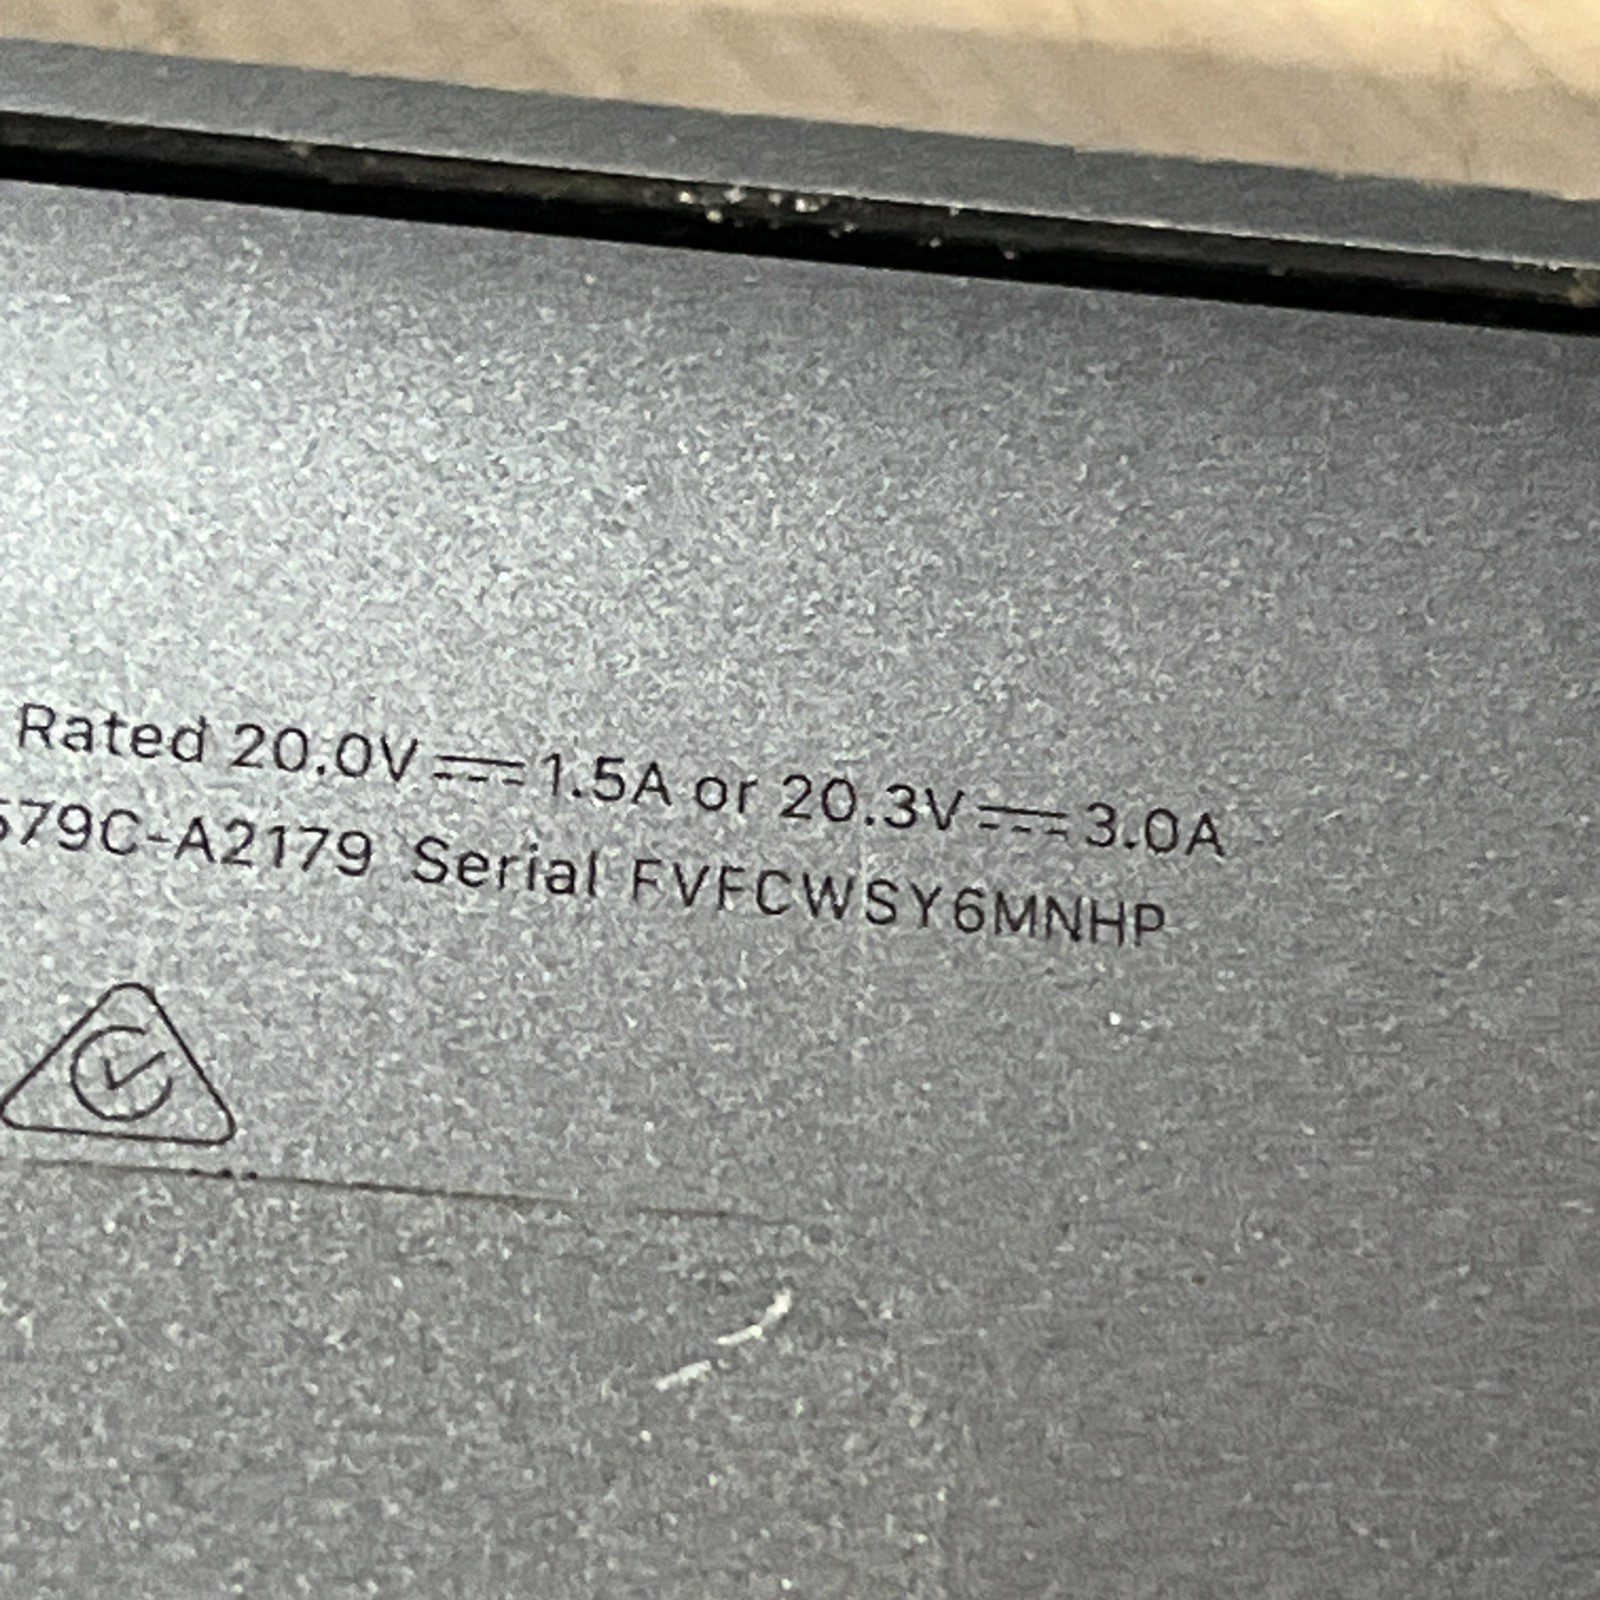 Rated 20.0V ⎓ 1.5A or 20.3V ⎓ 3.0A
579C-A2179 Serial FVFCWSY6MNHP